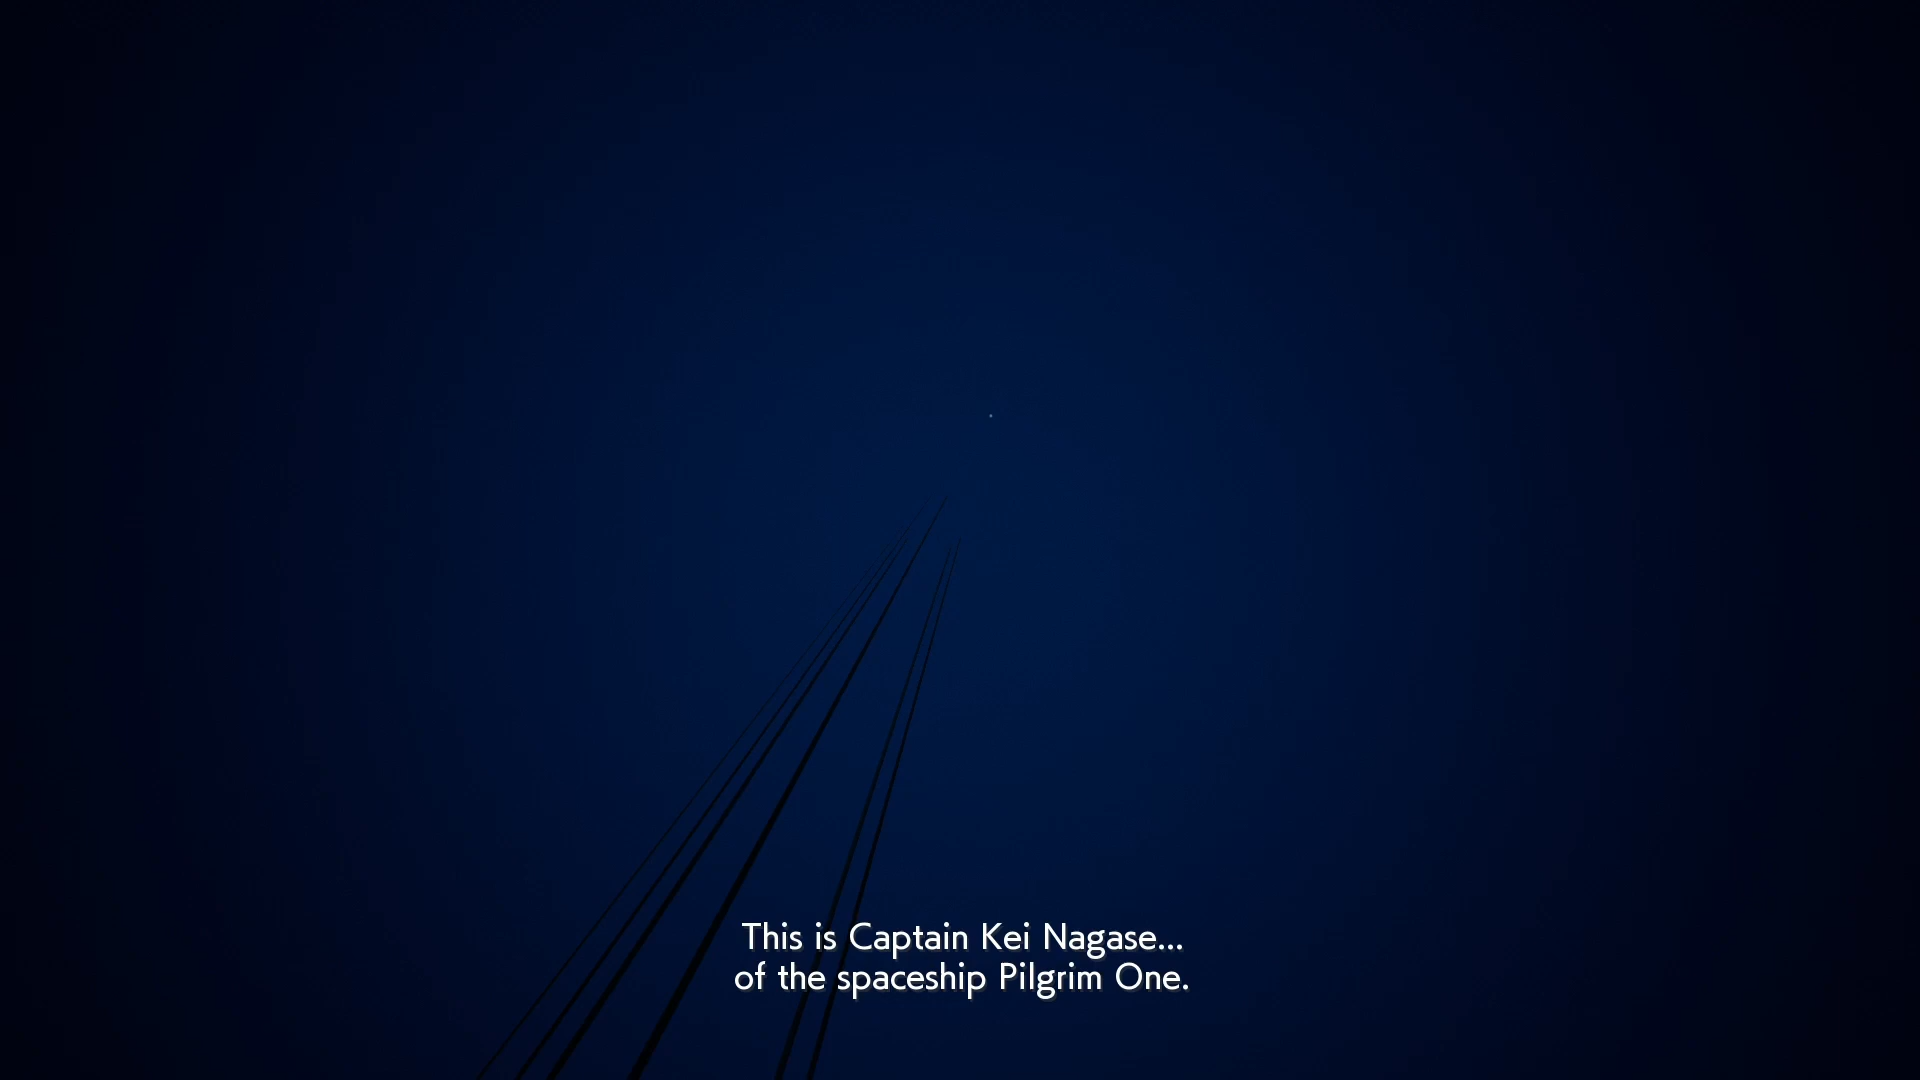 This is Captain Kei Nagase...
of the spaceship Pilgrim One.